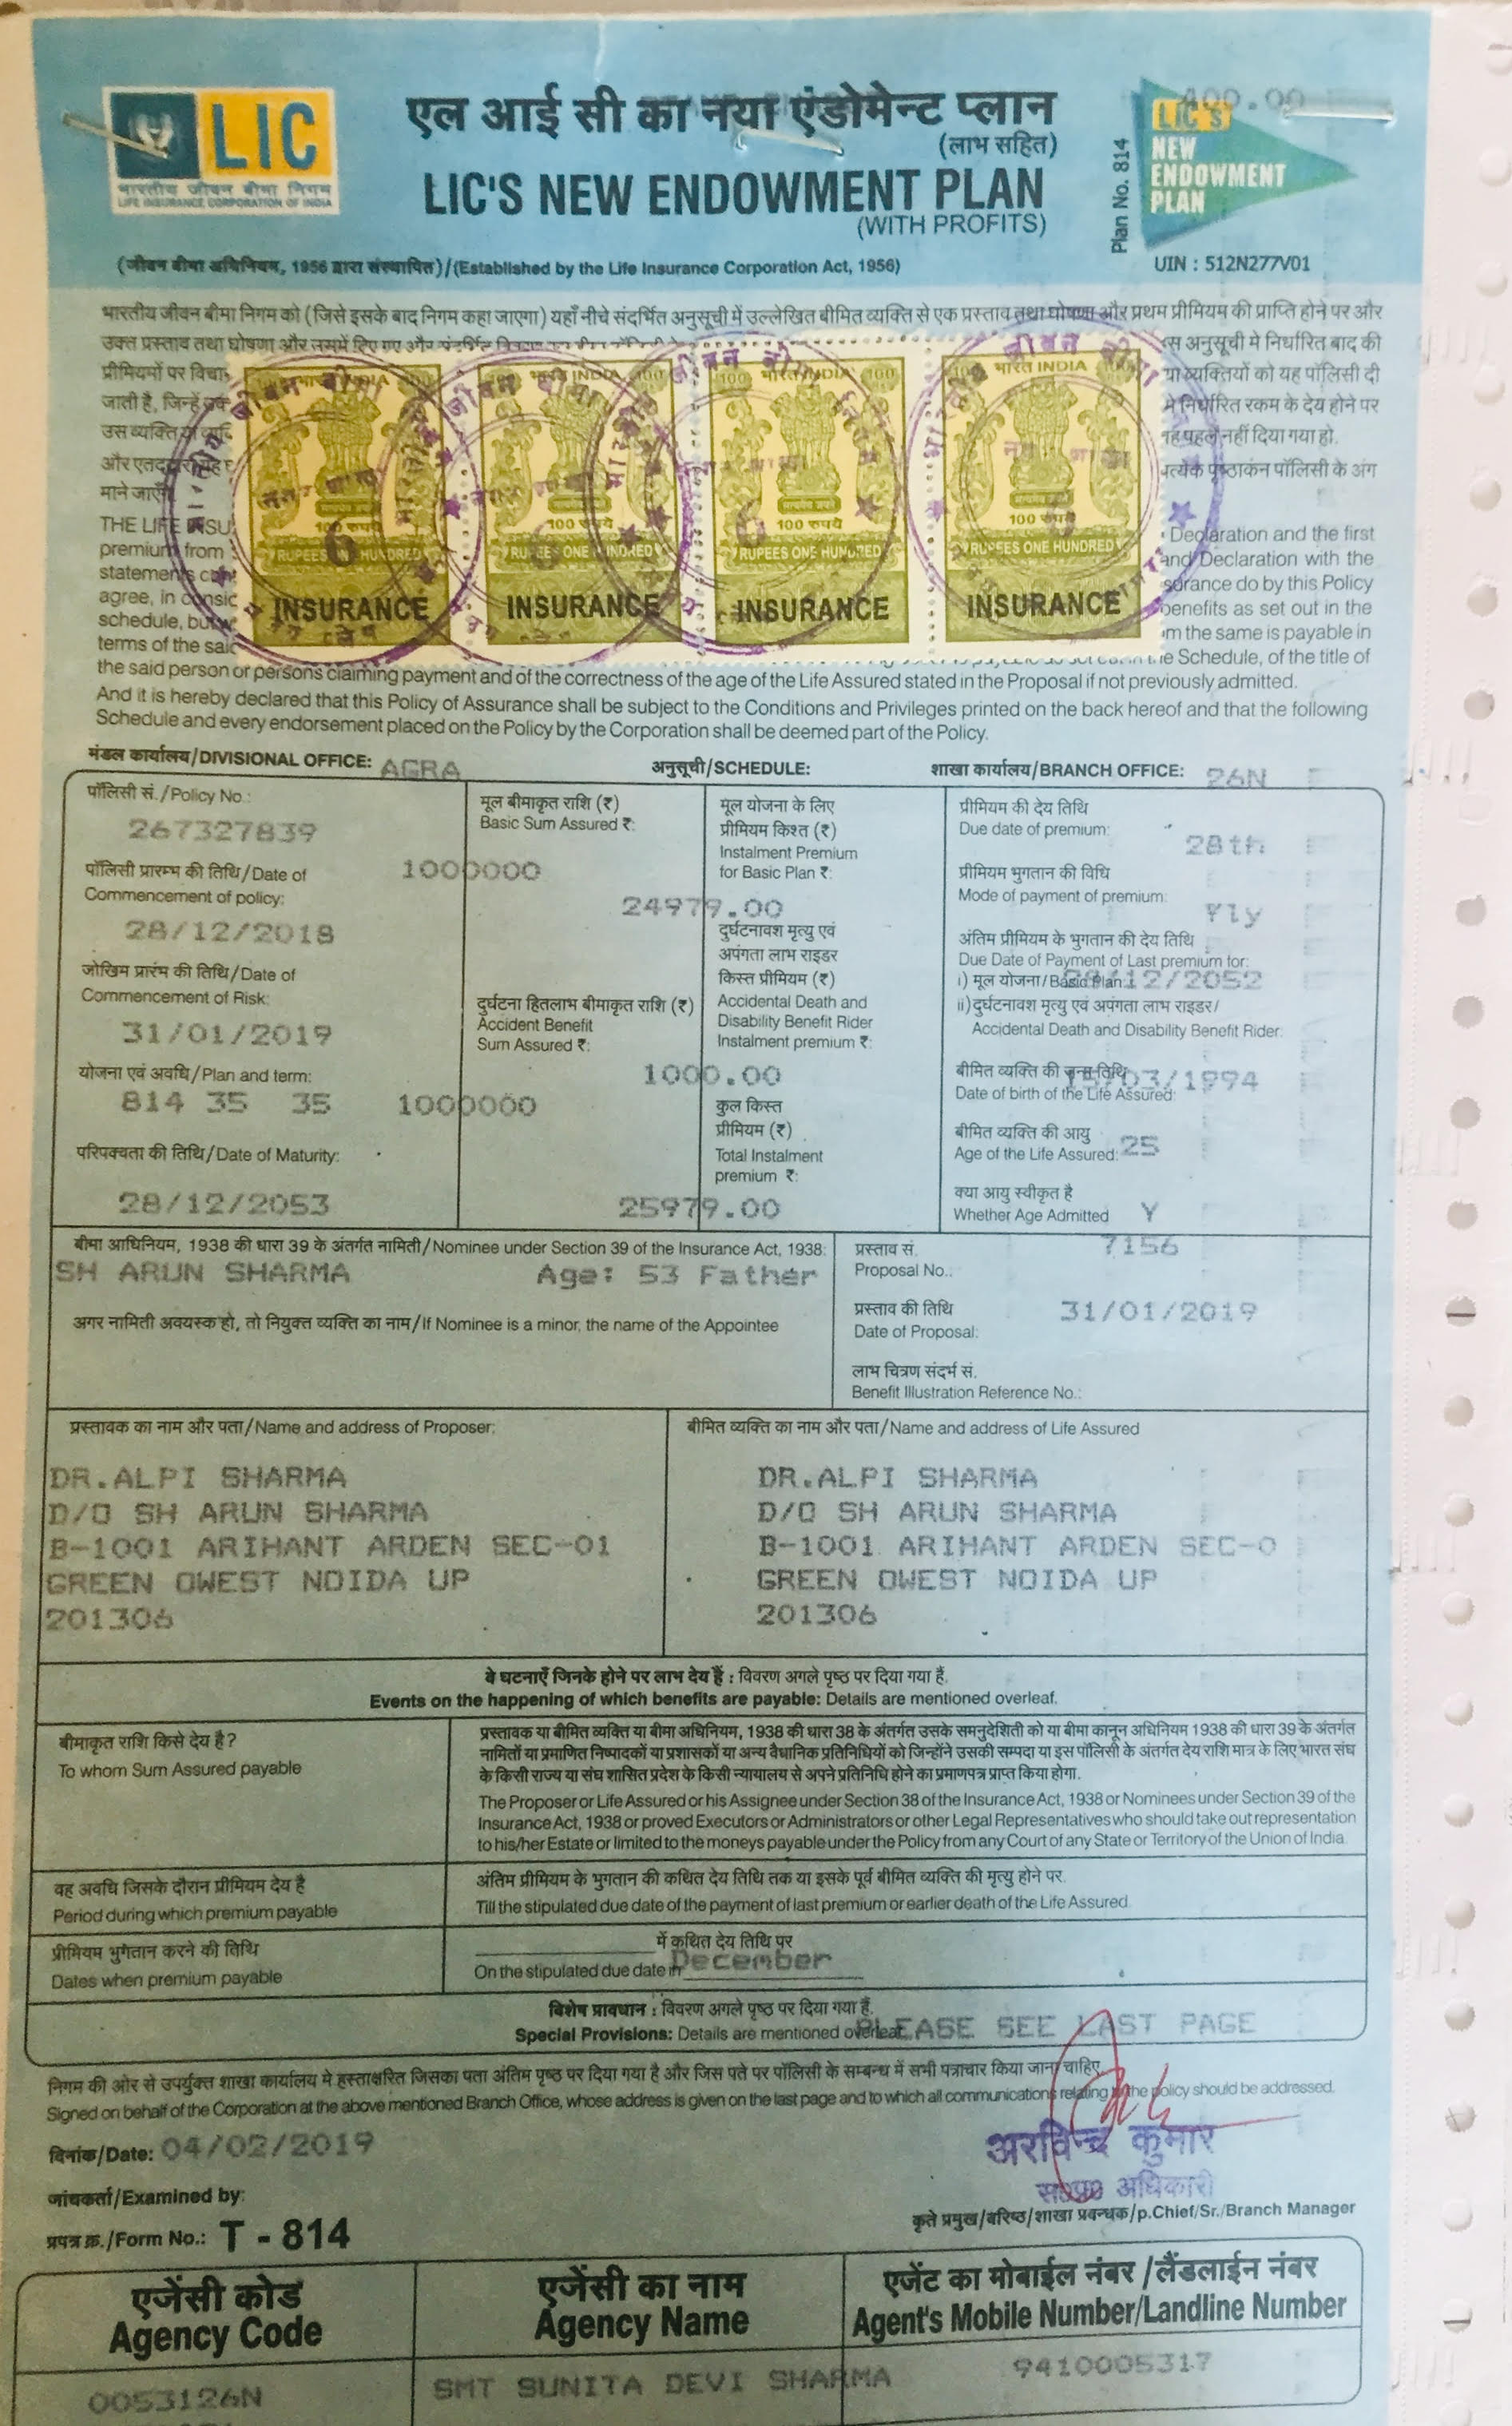 LIC
भारतीय जीवन बीमा निगम
LIFE INSURANCE CORPORATION OF INDIA
एल आई सी का नया एंडोमेन्ट प्लान
(लाभ सहित)
LIC'S NEW ENDOWMENT PLAN
(WITH PROFITS)
Plan No. 814
400.00
LIC'S
NEW
ENDOWMENT
PLAN
UIN : 512N277V01
(जीवन बीमा अधिनियम, 1956 द्वारा संस्थापित)/(Established by the Life Insurance Corporation Act, 1956)
भारतीय जीवन बीमा निगम को (जिसे इसके बाद निगम कहा जाएगा) यहाँ नीचे संदर्भित अनुसूची में उल्लेखित बीमित व्यक्ति से एक प्रस्ताव तथा घोषणा और प्रथम प्रीमियम की प्राप्ति होने पर और
उक्त प्रस्ताव तथा घोषणा और उसमें दिए गए और संदर्भित अनुसूची मे निर्धारित बाद की
प्रीमियमों पर विचा व्यक्तियों को यह पॉलिसी दी
जाती है, जिन्हें निर्धारित रकम के देय होने पर
उस व्यक्ति पहले नहीं दिया गया हो.
और एतद् प्रत्येक पृष्ठाकंन पॉलिसी के अंग
माने जाएँ
THE LIFE INSU Declaration and the first
premium from and Declaration with the
statements surance do by this Policy
agree, in consic benefits as set out in the
schedule, but m the same is payable in
terms of the said the Schedule, of the title of
भारत INDIA
100 रुपये
RUPEES ONE HUNDRED
INSURANCE
भारत INDIA
100 रुपये
RUPEES ONE HUNDRED
INSURANCE
भारत INDIA
100 रुपये
RUPEES ONE HUNDRED
INSURANCE
भारत INDIA
100 रुपये
RUPEES ONE HUNDRED
INSURANCE
the said person or persons claiming payment and of the correctness of the age of the Life Assured stated in the Proposal if not previously admitted.
And it is hereby declared that this Policy of Assurance shall be subject to the Conditions and Privileges printed on the back hereof and that the following
Schedule and every endorsement placed on the Policy by the Corporation shall be deemed part of the Policy.
मंडल कार्यालय/DIVISIONAL OFFICE: AGRA अनुसूची/SCHEDULE: शाखा कार्यालय/BRANCH OFFICE: 26N
पॉलिसी सं./Policy No.:
267327839
पॉलिसी प्रारम्भ की तिथि/Date of
Commencement of policy:
28/12/2018
जोखिम प्रारंम की तिथि/Date of
Commencement of Risk:
31/01/2019
योजना एवं अवधि/Plan and term:
814 35 35
परिपक्वता की तिथि/Date of Maturity:
28/12/2053
मूल बीमाकृत राशि (₹)
Basic Sum Assured ₹:
1000000
दुर्घटना हितलाभ बीमाकृत राशि (₹)
Accident Benefit
Sum Assured ₹:
1000000
मूल योजना के लिए
प्रीमियम किश्त (₹)
Instalment Premium
for Basic Plan ₹:
24979.00
दुर्घटनावश मृत्यु एवं
अपंगता लाभ राइडर
किस्त प्रीमियम (₹)
Accidental Death and
Disability Benefit Rider
Instalment premium ₹:
1000.00
कुल किस्त
प्रीमियम (₹)
Total Instalment
premium ₹:
25979.00
प्रीमियम की देय तिथि
Due date of premium:
28th
प्रीमियम भुगतान की विधि
Mode of payment of premium:
Yly
अंतिम प्रीमियम के भुगतान की देय तिथि
Due Date of Payment of Last premium for:
i) मूल योजना/Basic Plan: 28/12/2052
ii) दुर्घटनावश मृत्यु एवं अपंगता लाभ राइडर/
Accidental Death and Disability Benefit Rider:
बीमित व्यक्ति की जन्म तिथि
Date of birth of the Life Assured: /03/1994
बीमित व्यक्ति की आयु
Age of the Life Assured: 25
क्या आयु स्वीकृत है
Whether Age Admitted Y
बीमा आधिनियम, 1938 की धारा 39 के अंतर्गत नामिती/Nominee under Section 39 of the Insurance Act, 1938:
SH ARUN SHARMA Age: 53 Father
अगर नामिती अवयस्क हो, तो नियुक्त व्यक्ति का नाम/If Nominee is a minor, the name of the Appointee
प्रस्ताव सं. 7156
Proposal No.:
प्रस्ताव की तिथि 31/01/2019
Date of Proposal:
लाभ चित्रण संदर्भ सं.
Benefit Illustration Reference No.:
प्रस्तावक का नाम और पता/Name and address of Proposer:
DR.ALPI SHARMA
D/O SH ARUN SHARMA
B-1001 ARIHANT ARDEN SEC-01
GREEN OWEST NOIDA UP
201306
बीमित व्यक्ति का नाम और पता/Name and address of Life Assured
DR.ALPI SHARMA
D/O SH ARUN SHARMA
B-1001 ARIHANT ARDEN SEC-0
GREEN OWEST NOIDA UP
201306
वे घटनाएँ जिनके होने पर लाभ देय हैं : विवरण अगले पृष्ठ पर दिया गया हैं.
Events on the happening of which benefits are payable: Details are mentioned overleaf.
बीमाकृत राशि किसे देय है?
To whom Sum Assured payable
प्रस्तावक या बीमित व्यक्ति या बीमा अधिनियम, 1938 की धारा 38 के अंतर्गत उसके समनुदेशिती को या बीमा कानून अधिनियम 1938 की धारा 39 के अंतर्गत
नामितों या प्रमाणित निष्पादकों या प्रशासकों या अन्य वैधानिक प्रतिनिधियों को जिन्होंने उसकी सम्पदा या इस पॉलिसी के अंतर्गत देय राशि मात्र के लिए भारत संघ
के किसी राज्य या संघ शासित प्रदेश के किसी न्यायालय से अपने प्रतिनिधि होने का प्रमाणपत्र प्राप्त किया होगा.
The Proposer or Life Assured or his Assignee under Section 38 of the Insurance Act, 1938 or Nominees under Section 39 of the
Insurance Act, 1938 or proved Executors or Administrators or other Legal Representatives who should take out representation
to his/her Estate or limited to the moneys payable under the Policy from any Court of any State or Territory of the Union of India.
वह अवधि जिसके दौरान प्रीमियम देय है
Period during which premium payable
अंतिम प्रीमियम के भुगतान की कथित देय तिथि तक या इसके पूर्व बीमित व्यक्ति की मृत्यु होने पर.
Till the stipulated due date of the payment of last premium or earlier death of the Life Assured
प्रीमियम भुगतान करने की तिथि
Dates when premium payable
में कथित देय तिथि पर
On the stipulated due date in December
विशेष प्रावधान : विवरण अगले पृष्ठ पर दिया गया हैं.
Special Provisions: Details are mentioned overleaf. PLEASE SEE LAST PAGE
निगम की ओर से उपर्युक्त शाखा कार्यालय मे हस्ताक्षरित जिसका पता अंतिम पृष्ठ पर दिया गया है और जिस पते पर पॉलिसी के सम्बन्ध में सभी पत्राचार किया जाना चाहिए
Signed on behalf of the Corporation at the above mentioned Branch Office, whose address is given on the last page and to which all communications relating to the policy should be addressed.
दिनांक/Date: 04/02/2019
अरविन्द कुमार
अधिकारी
जांचकर्ता/Examined by:
कृते प्रमुख/बरिष्ठ/शाखा प्रबन्धक/p.Chief/Sr./Branch Manager
प्रपत्र क्र./Form No.: T - 814
एजेंसी कोड
Agency Code
एजेंसी का नाम
Agency Name
एजेंट का मोबाईल नंबर /लैंडलाईन नंबर
Agent's Mobile Number/Landline Number
0053126N
SMT SUNITA DEVI SHARMA
9410005317